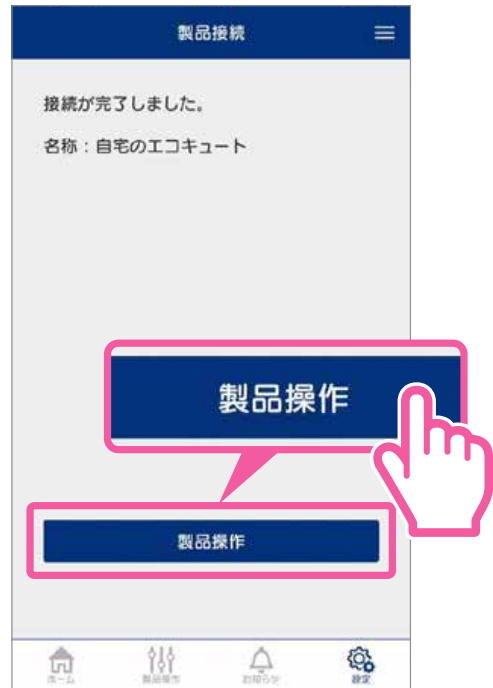 製品接続
接続が完了しました。
名称：自宅のエコキュート
製品操作
製品操作
ホーム
製品操作
お知らせ
設定